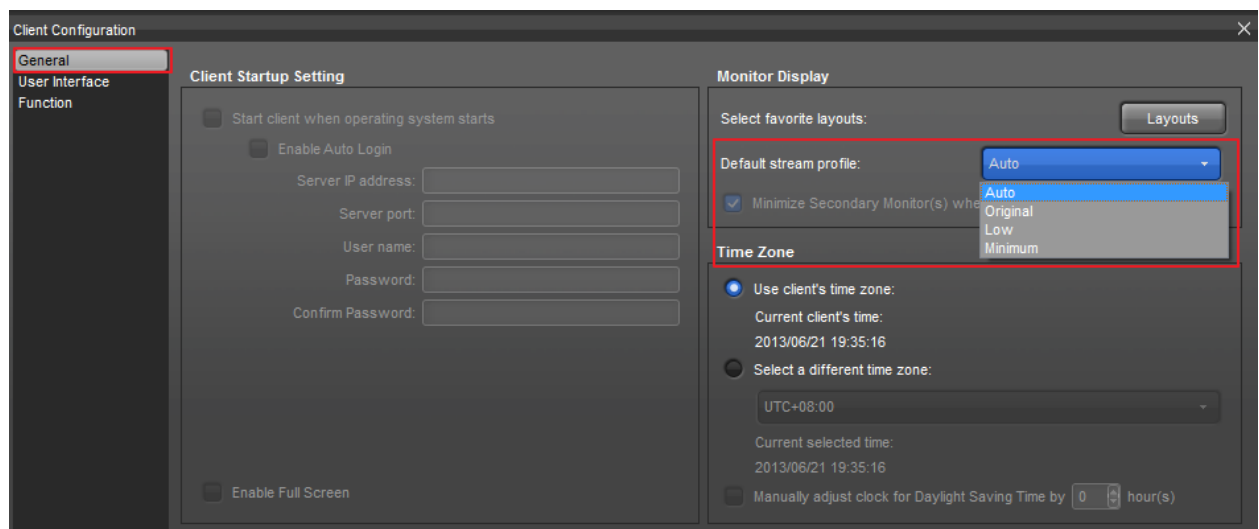 Client Configuration
General
User Interface
Function
Client Startup Setting
Start client when operating system starts
Enable Auto Login
Server IP address:
Server port:
User name:
Password:
Confirm Password:
Enable Full Screen
Monitor Display
Select favorite layouts:
Layouts
Default stream profile:
Auto
Auto
Original
Low
Minimum
Minimize Secondary Monitor(s) whe
Time Zone
Use client's time zone:
Current client's time:
2013/06/21 19:35:16
Select a different time zone:
UTC+08:00
Current selected time:
2013/06/21 19:35:16
Manually adjust clock for Daylight Saving Time by 0 hour(s)